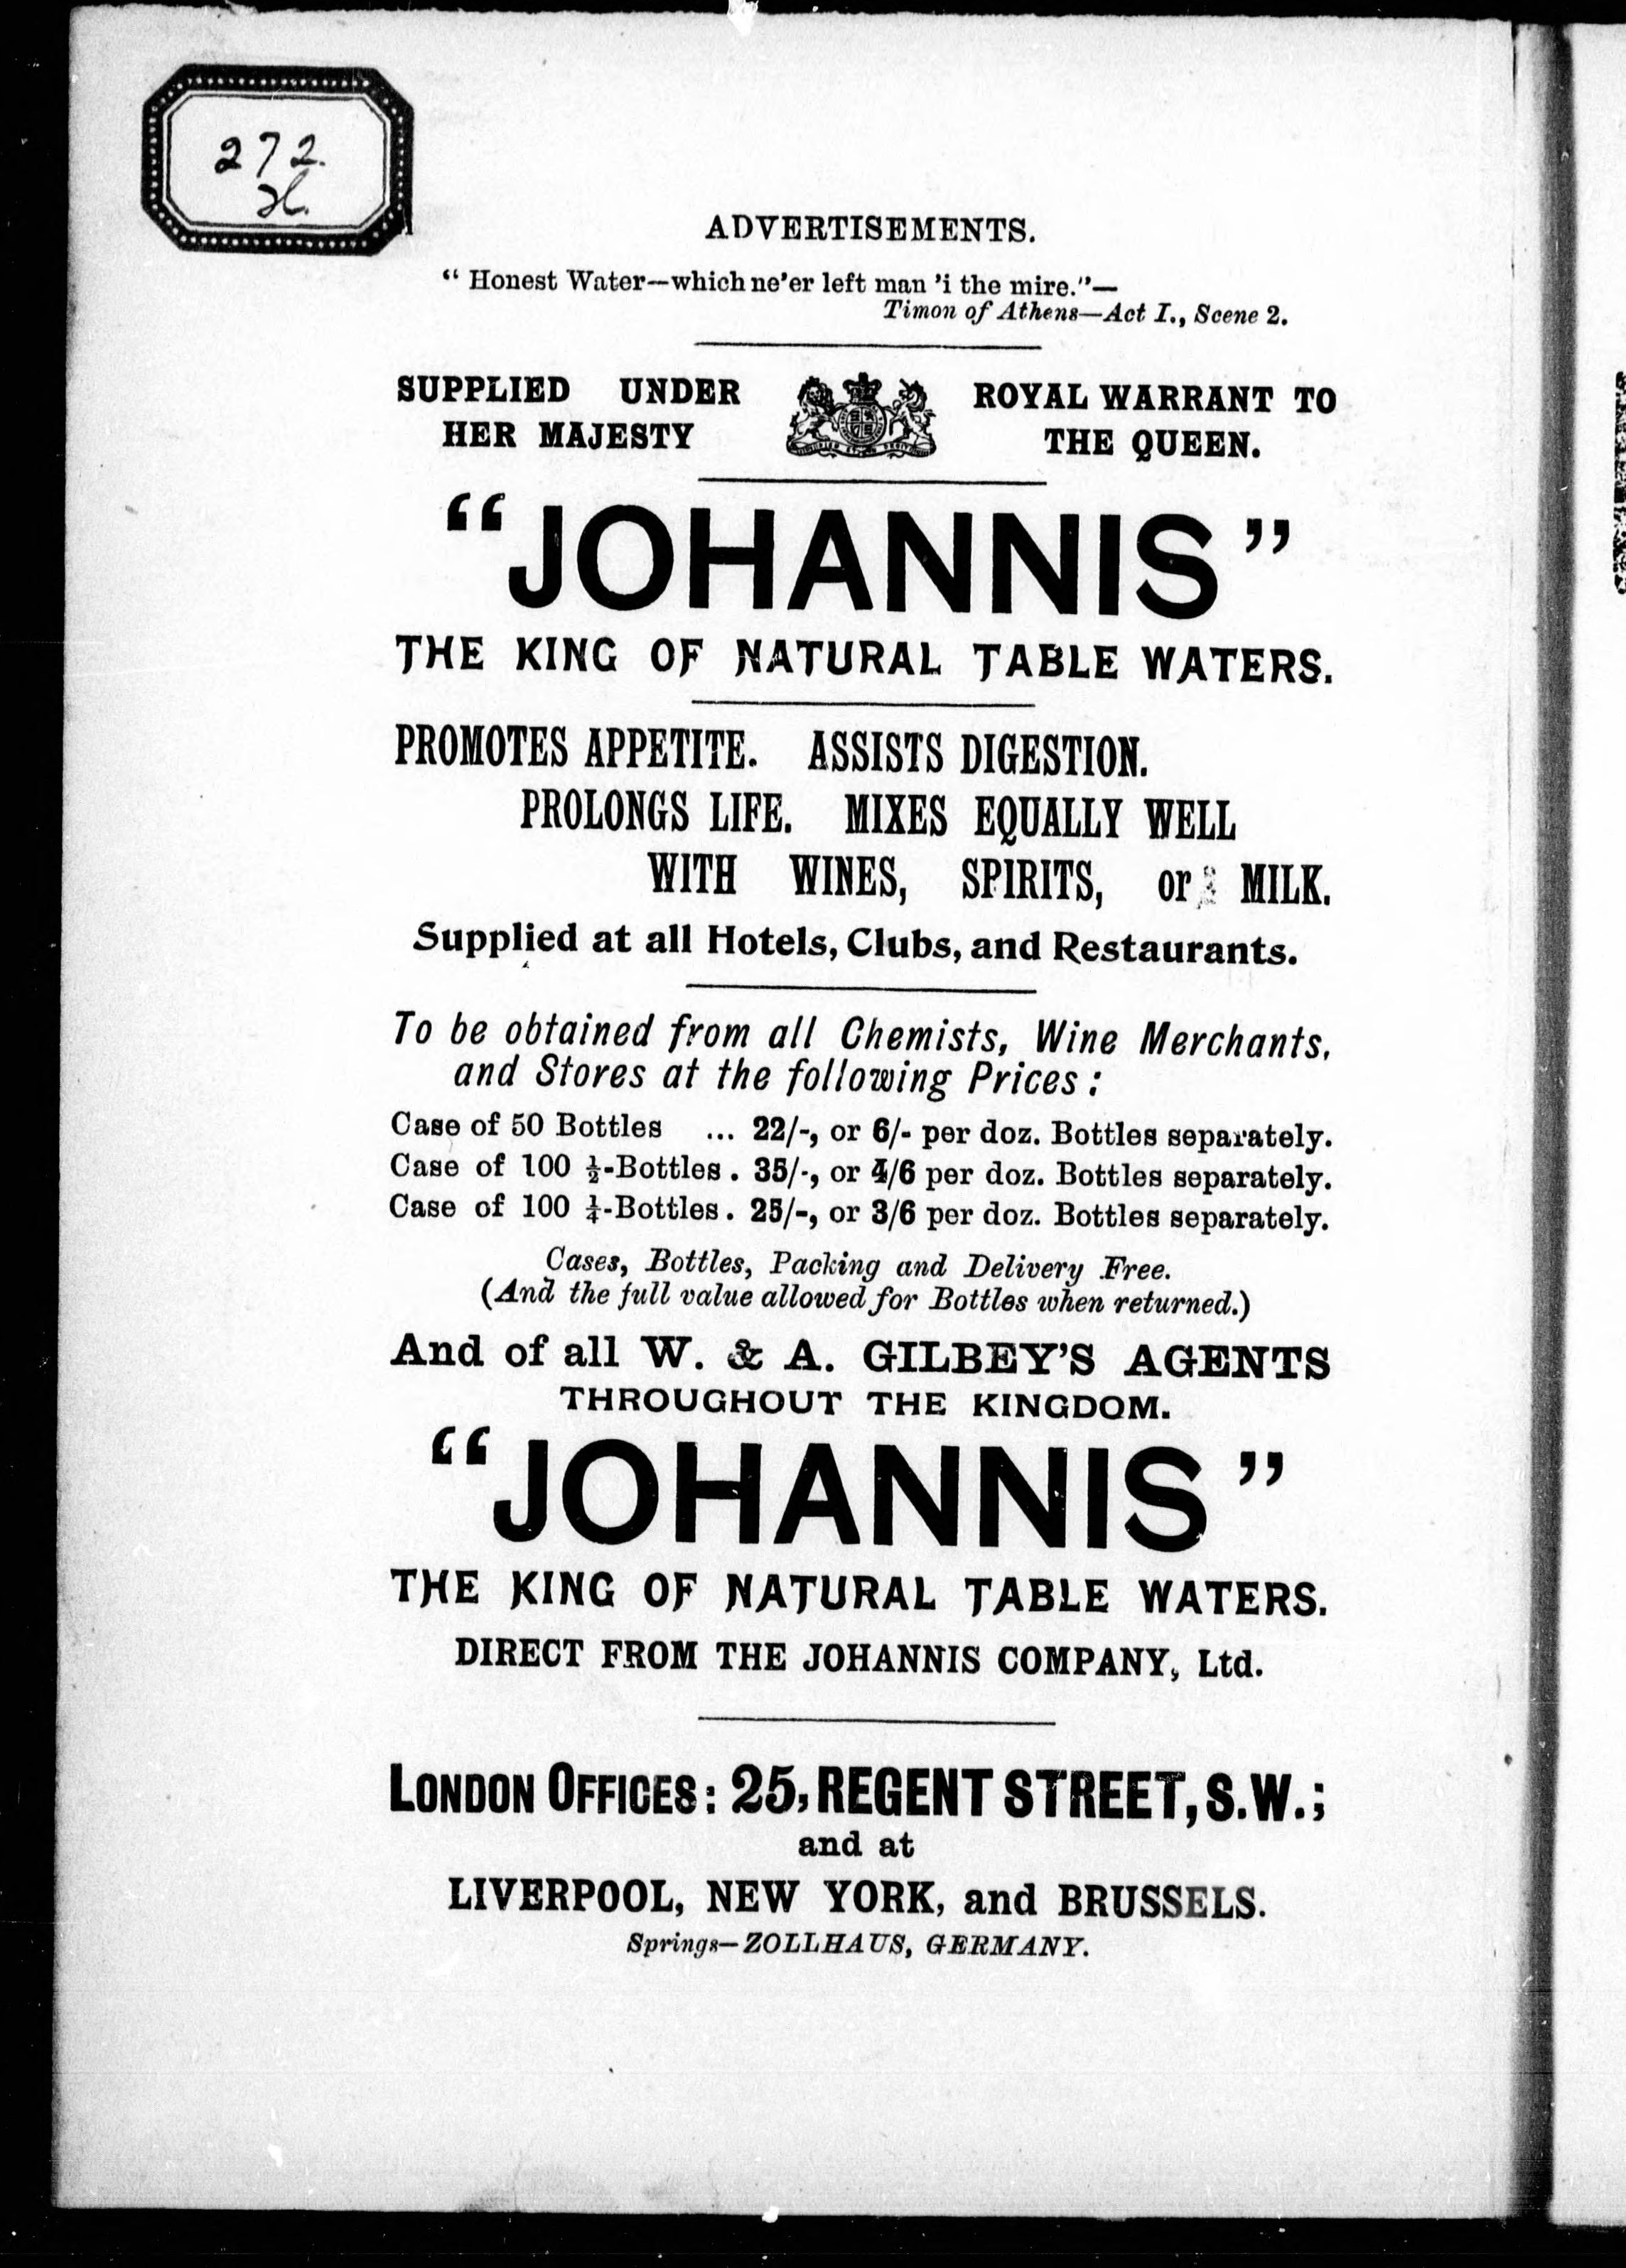 272.
ADVERTISEMENTS.
“ Honest Water—which ne'er left man 'i the mire."—
Timon of Athens—Act I., Scene 2.
SUPPLIED UNDER ROYAL WARRANT TO
HER MAJESTY THE QUEEN.
“JOHANNIS”
THE KING OF NATURAL TABLE WATERS.
PROMOTES APPETITE. ASSISTS DIGESTION.
PROLONGS LIFE. MIXES EQUALLY WELL
WITH WINES, SPIRITS, or MILK.
Supplied at all Hotels, Clubs, and Restaurants.
To be obtained from all Chemists, Wine Merchants,
and Stores at the following Prices :
Case of 50 Bottles ... 22/-, or 6/- per doz. Bottles separately.
Case of 100 ½-Bottles . 35/-, or 4/6 per doz. Bottles separately.
Case of 100 ¼-Bottles . 25/-, or 3/6 per doz. Bottles separately.
Cases, Bottles, Packing and Delivery Free.
(And the full value allowed for Bottles when returned.)
And of all W. & A. GILBEY'S AGENTS
THROUGHOUT THE KINGDOM.
“JOHANNIS”
THE KING OF NATURAL TABLE WATERS.
DIRECT FROM THE JOHANNIS COMPANY, Ltd.
LONDON OFFICES: 25, REGENT STREET, S.W.;
and at
LIVERPOOL, NEW YORK, and BRUSSELS.
Springs—ZOLLHAUS, GERMANY.